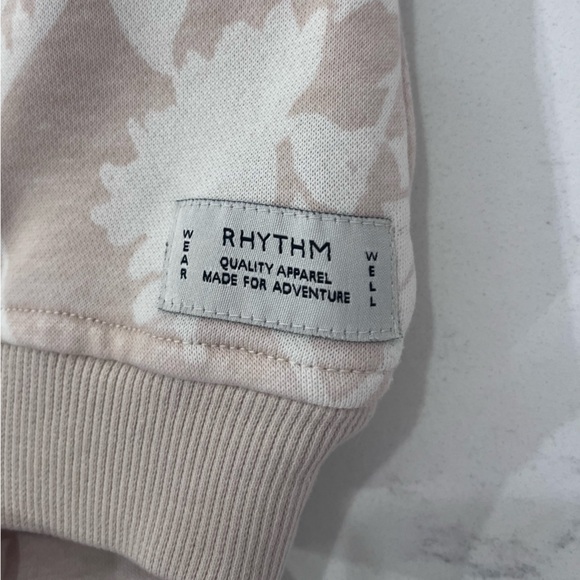 WEAR
RHYTHM
QUALITY APPAREL
MADE FOR ADVENTURE
WELL